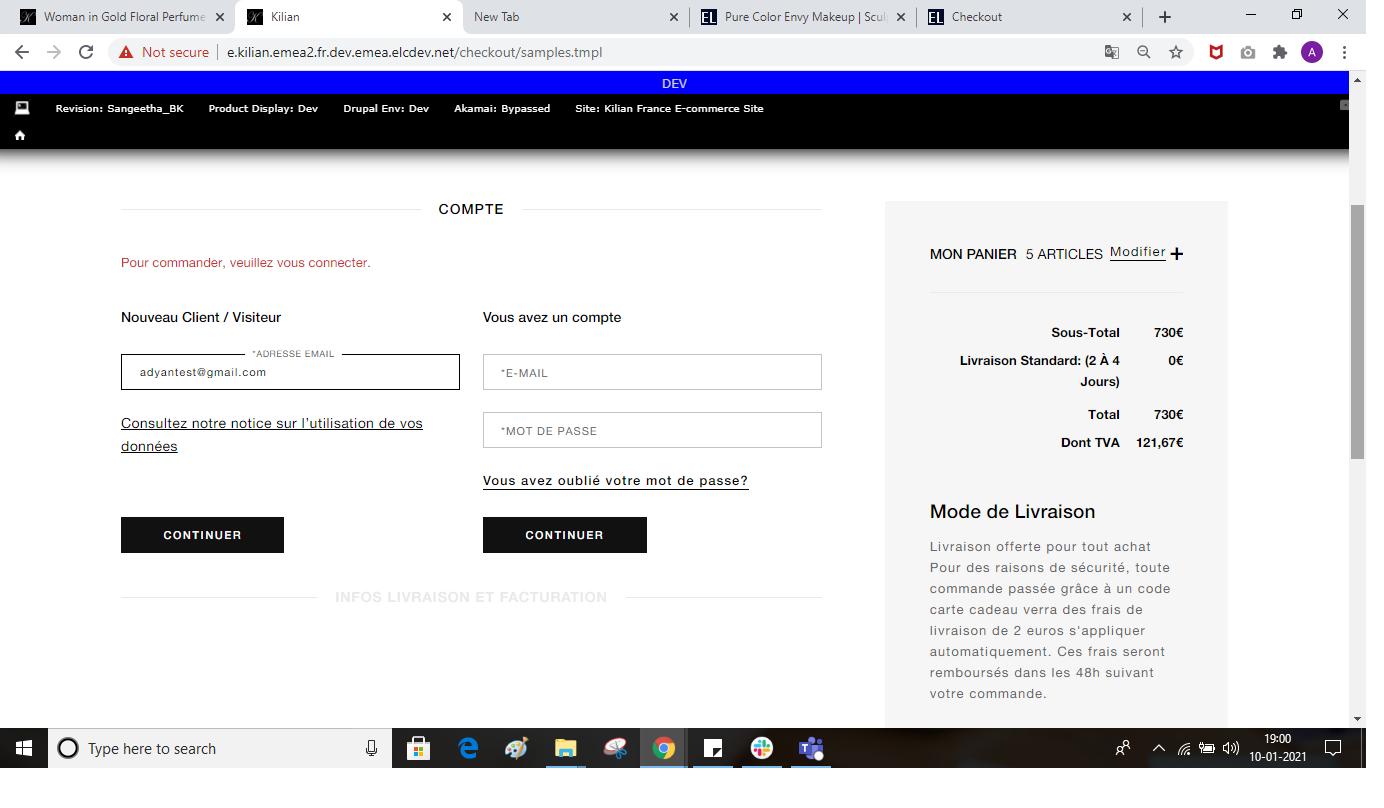 Woman in Gold Floral Perfume
Kilian
New Tab
Pure Color Envy Makeup | Scul
Checkout
Not secure
e.kilian.emea2.fr.dev.emea.elcdev.net/checkout/samples.tmpl
A
DEV
Revision: Sangeetha_BK Product Display: Dev Drupal Env: Dev Akamai: Bypassed Site: Kilian France E-commerce Site
COMPTE
Pour commander, veuillez vous connecter.
Nouveau Client / Visiteur
*ADRESSE EMAIL
adyantest@gmail.com
Consultez notre notice sur l'utilisation de vos
données
CONTINUER
Vous avez un compte
*E-MAIL
*MOT DE PASSE
Vous avez oublié votre mot de passe?
CONTINUER
INFOS LIVRAISON ET FACTURATION
MON PANIER 5 ARTICLES Modifier +
Sous-Total 730€
Livraison Standard: (2 À 4 0€
Jours)
Total 730€
Dont TVA 121,67€
Mode de Livraison
Livraison offerte pour tout achat
Pour des raisons de sécurité, toute
commande passée grâce à un code
carte cadeau verra des frais de
livraison de 2 euros s'appliquer
automatiquement. Ces frais seront
remboursés dans les 48h suivant
votre commande.
Type here to search
19:00
10-01-2021